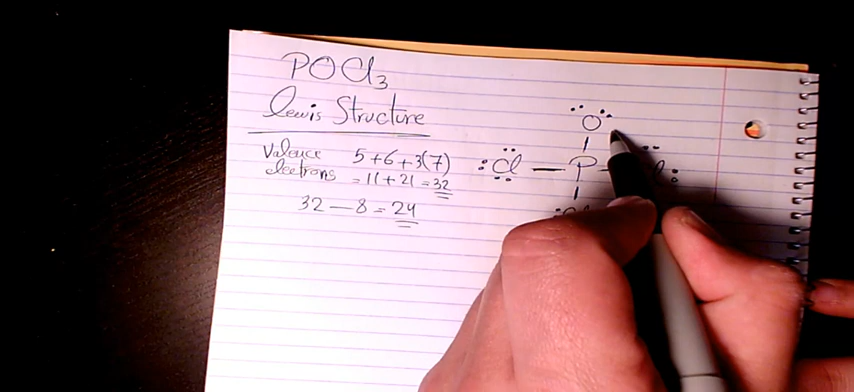 POCl3
lewis Structure
Valence 5+6+3(7)
electrons =11+21=32
32-8=24
O
:Cl - P -